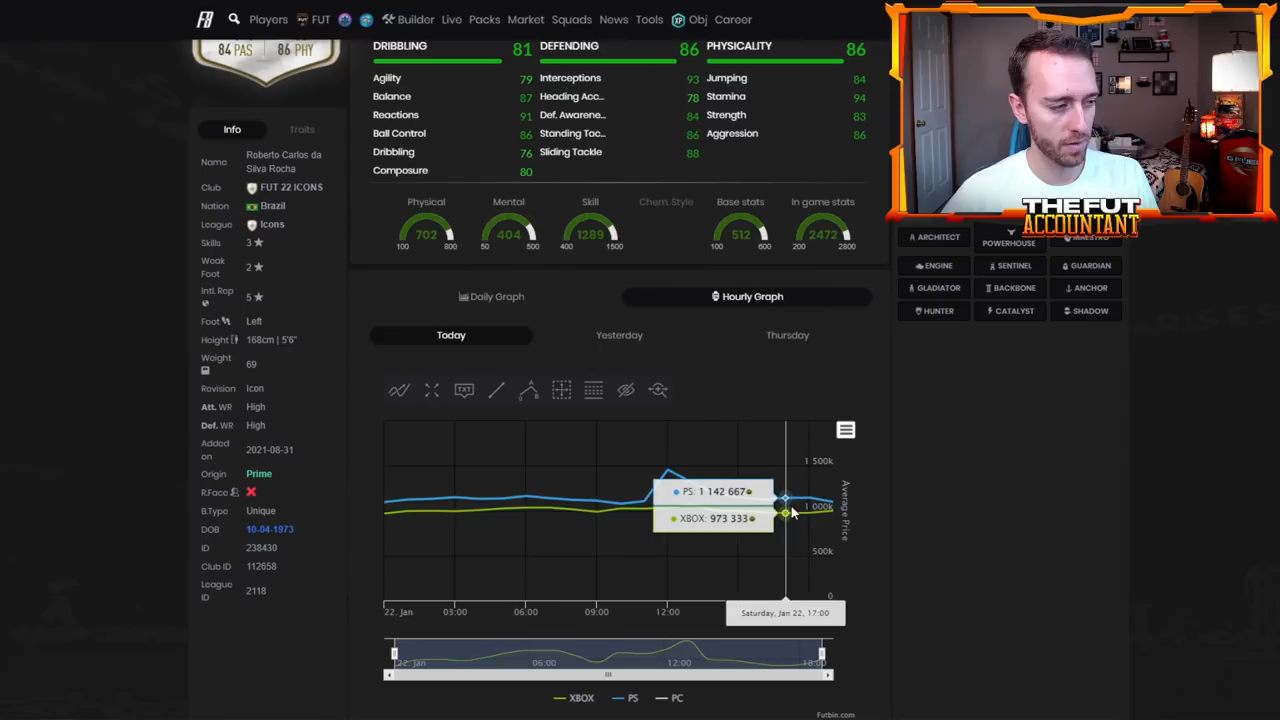 FB Players FUT Builder Live Packs Market Squads News Tools XP Obj Career
84 PAS 86 PHY
DRIBBLING 81 DEFENDING 86 PHYSICALITY 86
Agility 79 Interceptions 93 Jumping 84
Balance 87 Heading Acc... 78 Stamina 94
Reactions 91 Def. Awarene... 84 Strength 83
Ball Control 86 Standing Tac... 86 Aggression 86
Dribbling 76 Sliding Tackle 88
Composure 80
Info Traits
Name Roberto Carlos da Silva Rocha
Club FUT 22 ICONS
Nation Brazil
League Icons
Skills 3
Weak Foot 2
Intl. Rep 5
Foot Left
Height 168cm | 5'6"
Weight 69
Revision Icon
Att. WR High
Def. WR High
Added on 2021-08-31
Origin Prime
R.Face
B.Type Unique
DOB 10-04-1973
ID 238430
Club ID 112658
League ID 2118
Physical Mental Skill Chem. Style Base stats In game stats
702 404 1289 512 2472
100 800 50 500 400 1500 100 600 200 2800
Daily Graph Hourly Graph
Today Yesterday Thursday
TXT
1 500k
1 000k
500k
0
Average Price
PS: 1 142 667
XBOX: 973 333
22. Jan 03:00 06:00 09:00 12:00
Saturday, Jan 22, 17:00
22. Jan 06:00 12:00 18:00
XBOX PS PC
Futbin.com
THE FUT
ACCOUNTANT
ARCHITECT POWERHOUSE MAESTRO
ENGINE SENTINEL GUARDIAN
GLADIATOR BACKBONE ANCHOR
HUNTER CATALYST SHADOW